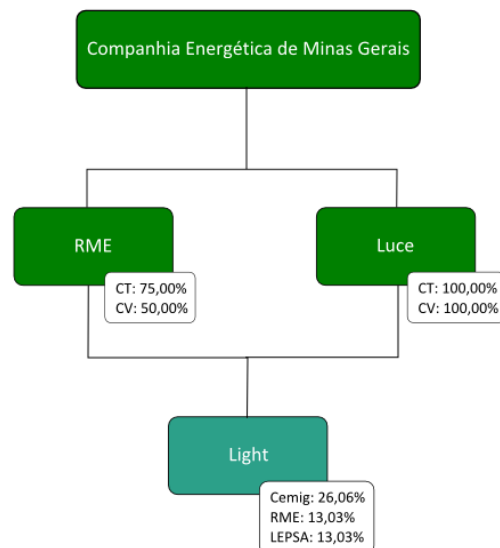 Companhia Energética de Minas Gerais
RME
Luce
CT: 75,00%
CV: 50,00%
CT: 100,00%
CV: 100,00%
Light
Cemig: 26,06%
RME: 13,03%
LEPSA: 13,03%